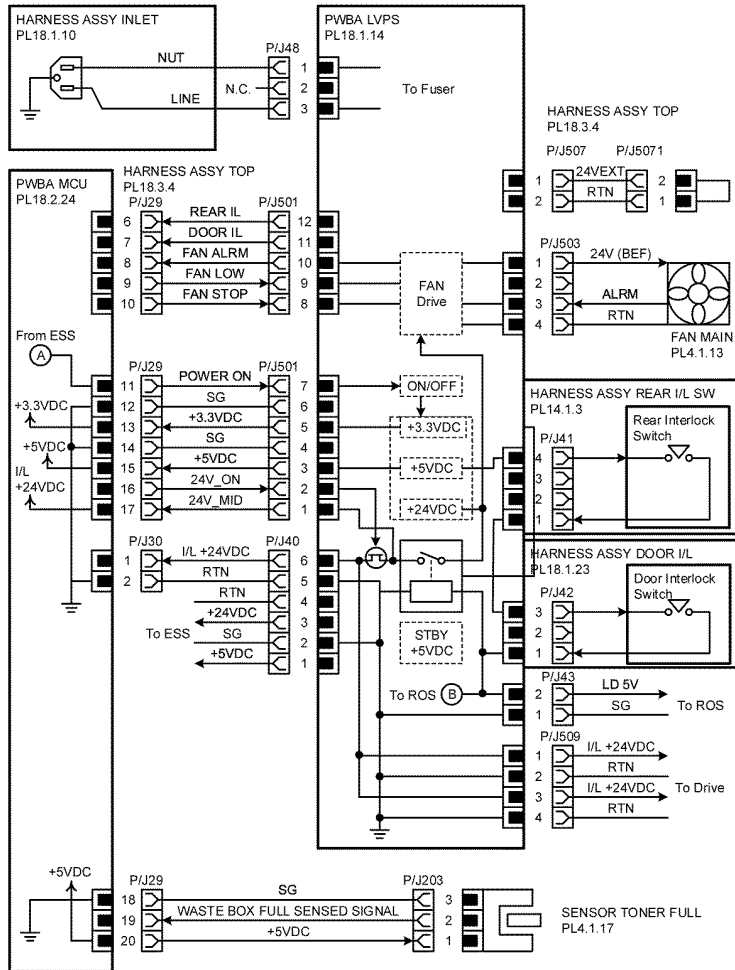 HARNESS ASSY INLET
PL18.1.10
NUT
LINE
N.C.
P/J48
1
2
3
PWBA LVPS
PL18.1.14
To Fuser
HARNESS ASSY TOP
PL18.3.4
P/J507
P/J5071
1
24VEXT
2
2
RTN
1
PWBA MCU
PL18.2.24
HARNESS ASSY TOP
PL18.3.4
P/J29
P/J501
6
REAR IL
12
7
DOOR IL
11
8
FAN ALRM
10
9
FAN LOW
9
10
FAN STOP
8
FAN
Drive
P/J503
1
24V (BEF)
2
3
ALRM
4
RTN
FAN MAIN
PL4.1.13
From ESS
A
P/J29
P/J501
11
POWER ON
7
12
SG
6
+3.3VDC
13
+3.3VDC
5
14
SG
4
+5VDC
15
+5VDC
3
I/L
+24VDC
16
24V_ON
2
17
24V_MID
1
ON/OFF
+3.3VDC
+5VDC
+24VDC
HARNESS ASSY REAR I/L SW
PL14.1.3
P/J41
4
3
2
1
Rear Interlock
Switch
P/J30
P/J40
1
I/L +24VDC
6
2
RTN
5
RTN
4
+24VDC
3
To ESS
SG
2
+5VDC
1
STBY
+5VDC
HARNESS ASSY DOOR I/L
PL18.1.23
P/J42
3
2
1
Door Interlock
Switch
To ROS
B
P/J43
2
LD 5V
1
SG
To ROS
P/J509
1
I/L +24VDC
2
RTN
3
I/L +24VDC
4
RTN
To Drive
+5VDC
P/J29
P/J203
18
SG
3
19
WASTE BOX FULL SENSED SIGNAL
2
20
+5VDC
1
SENSOR TONER FULL
PL4.1.17